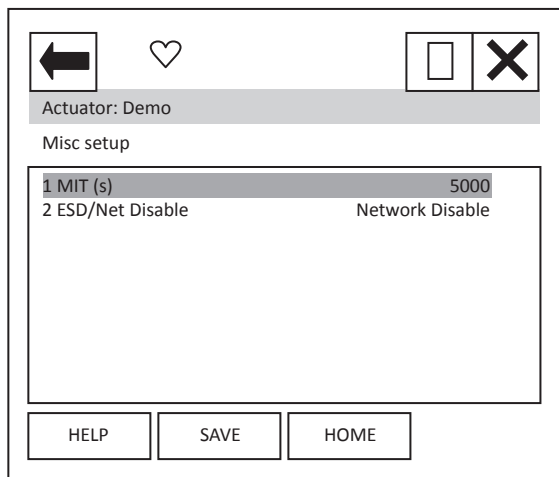 Actuator: Demo
Misc setup
1 MIT (s) 5000
2 ESD/Net Disable Network Disable
HELP SAVE HOME